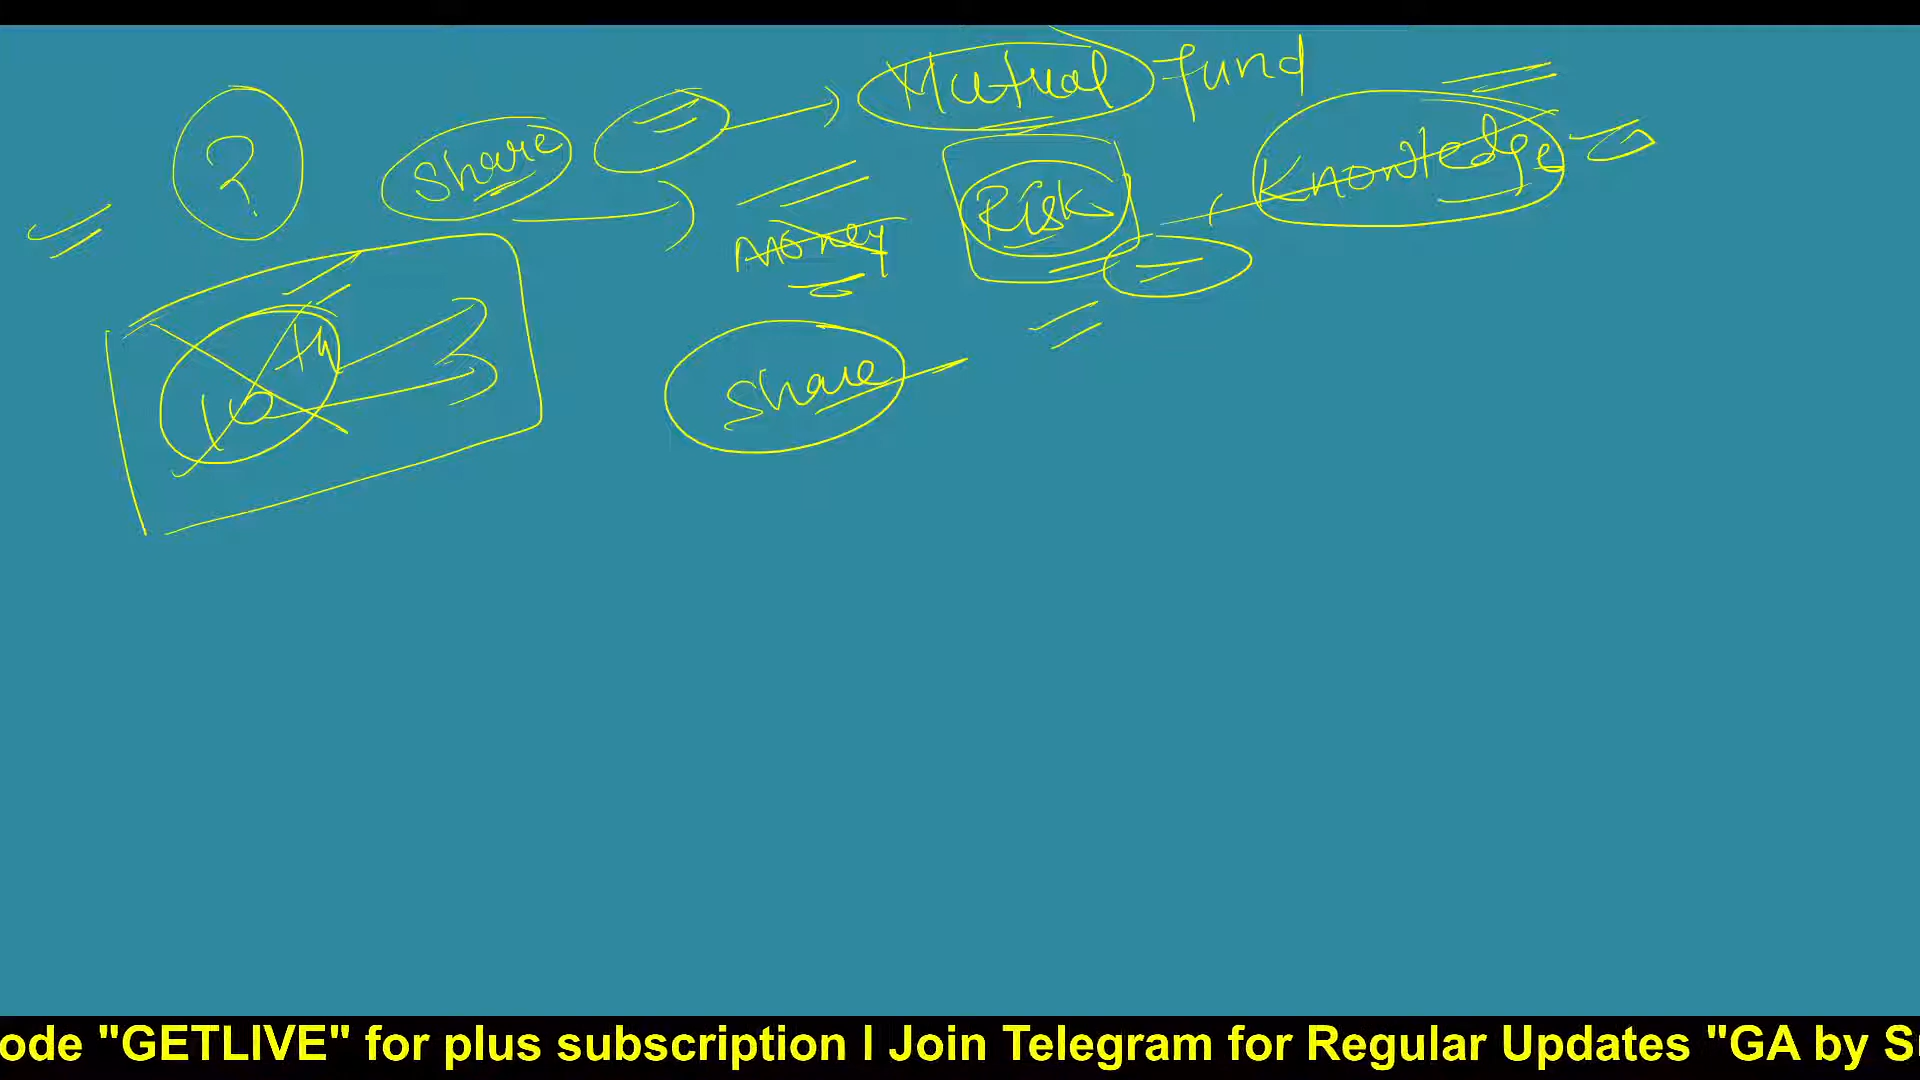 Mutual fund
? Share
Risk Knowledge
Money
Share
ode "GETLIVE" for plus subscription I Join Telegram for Regular Updates "GA by S